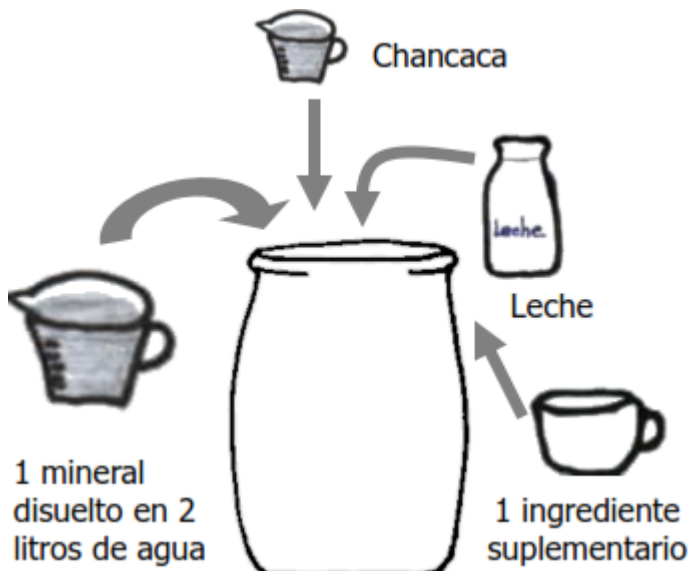 Chancaca
Leche
Leche
1 mineral
disuelto en 2
litros de agua
1 ingrediente
suplementario